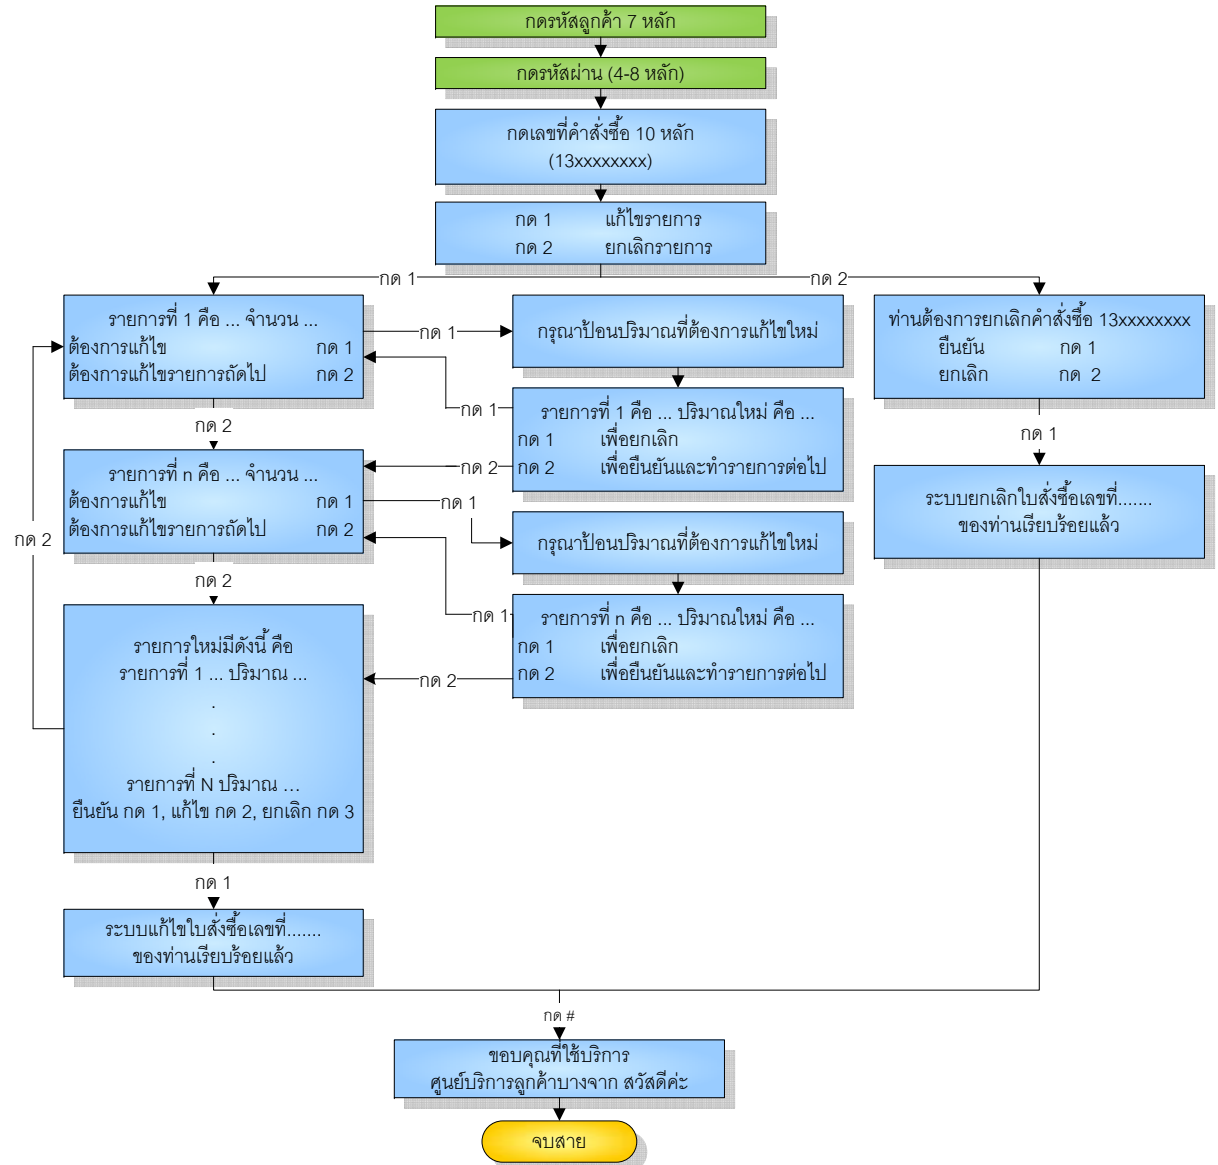 กดรหัสลูกค้า 7 หลัก
กดรหัสผ่าน (4-8 หลัก)
กดเลขที่คำสั่งซื้อ 10 หลัก
(13xxxxxxxx)
กด 1 แก้ไขรายการ
กด 2 ยกเลิกรายการ
กด 1
กด 2
รายการที่ 1 คือ ... จำนวน ...
ต้องการแก้ไข กด 1
ต้องการแก้ไขรายการถัดไป กด 2
กด 1
กรุณาป้อนปริมาณที่ต้องการแก้ไขใหม่
ท่านต้องการยกเลิกคำสั่งซื้อ 13xxxxxxxx
ยืนยัน กด 1
ยกเลิก กด 2
กด 1
รายการที่ 1 คือ ... ปริมาณใหม่ คือ ...
กด 1 เพื่อยกเลิก
กด 2 เพื่อยืนยันและทำรายการต่อไป
กด 2
กด 1
กด 2
รายการที่ n คือ ... จำนวน ...
ต้องการแก้ไข กด 1
ต้องการแก้ไขรายการถัดไป กด 2
กด 1
กรุณาป้อนปริมาณที่ต้องการแก้ไขใหม่
ระบบยกเลิกใบสั่งซื้อเลขที่.......
ของท่านเรียบร้อยแล้ว
กด 2
กด 2
กด 1
รายการที่ n คือ ... ปริมาณใหม่ คือ ...
กด 1 เพื่อยกเลิก
กด 2 เพื่อยืนยันและทำรายการต่อไป
กด 2
รายการใหม่มีดังนี้ คือ
รายการที่ 1 ... ปริมาณ ...
.
.
.
รายการที่ N ปริมาณ ...
ยืนยัน กด 1, แก้ไข กด 2, ยกเลิก กด 3
กด 1
ระบบแก้ไขใบสั่งซื้อเลขที่.......
ของท่านเรียบร้อยแล้ว
กด #
ขอบคุณที่ใช้บริการ
ศูนย์บริการลูกค้าบางจาก สวัสดีค่ะ
จบสาย